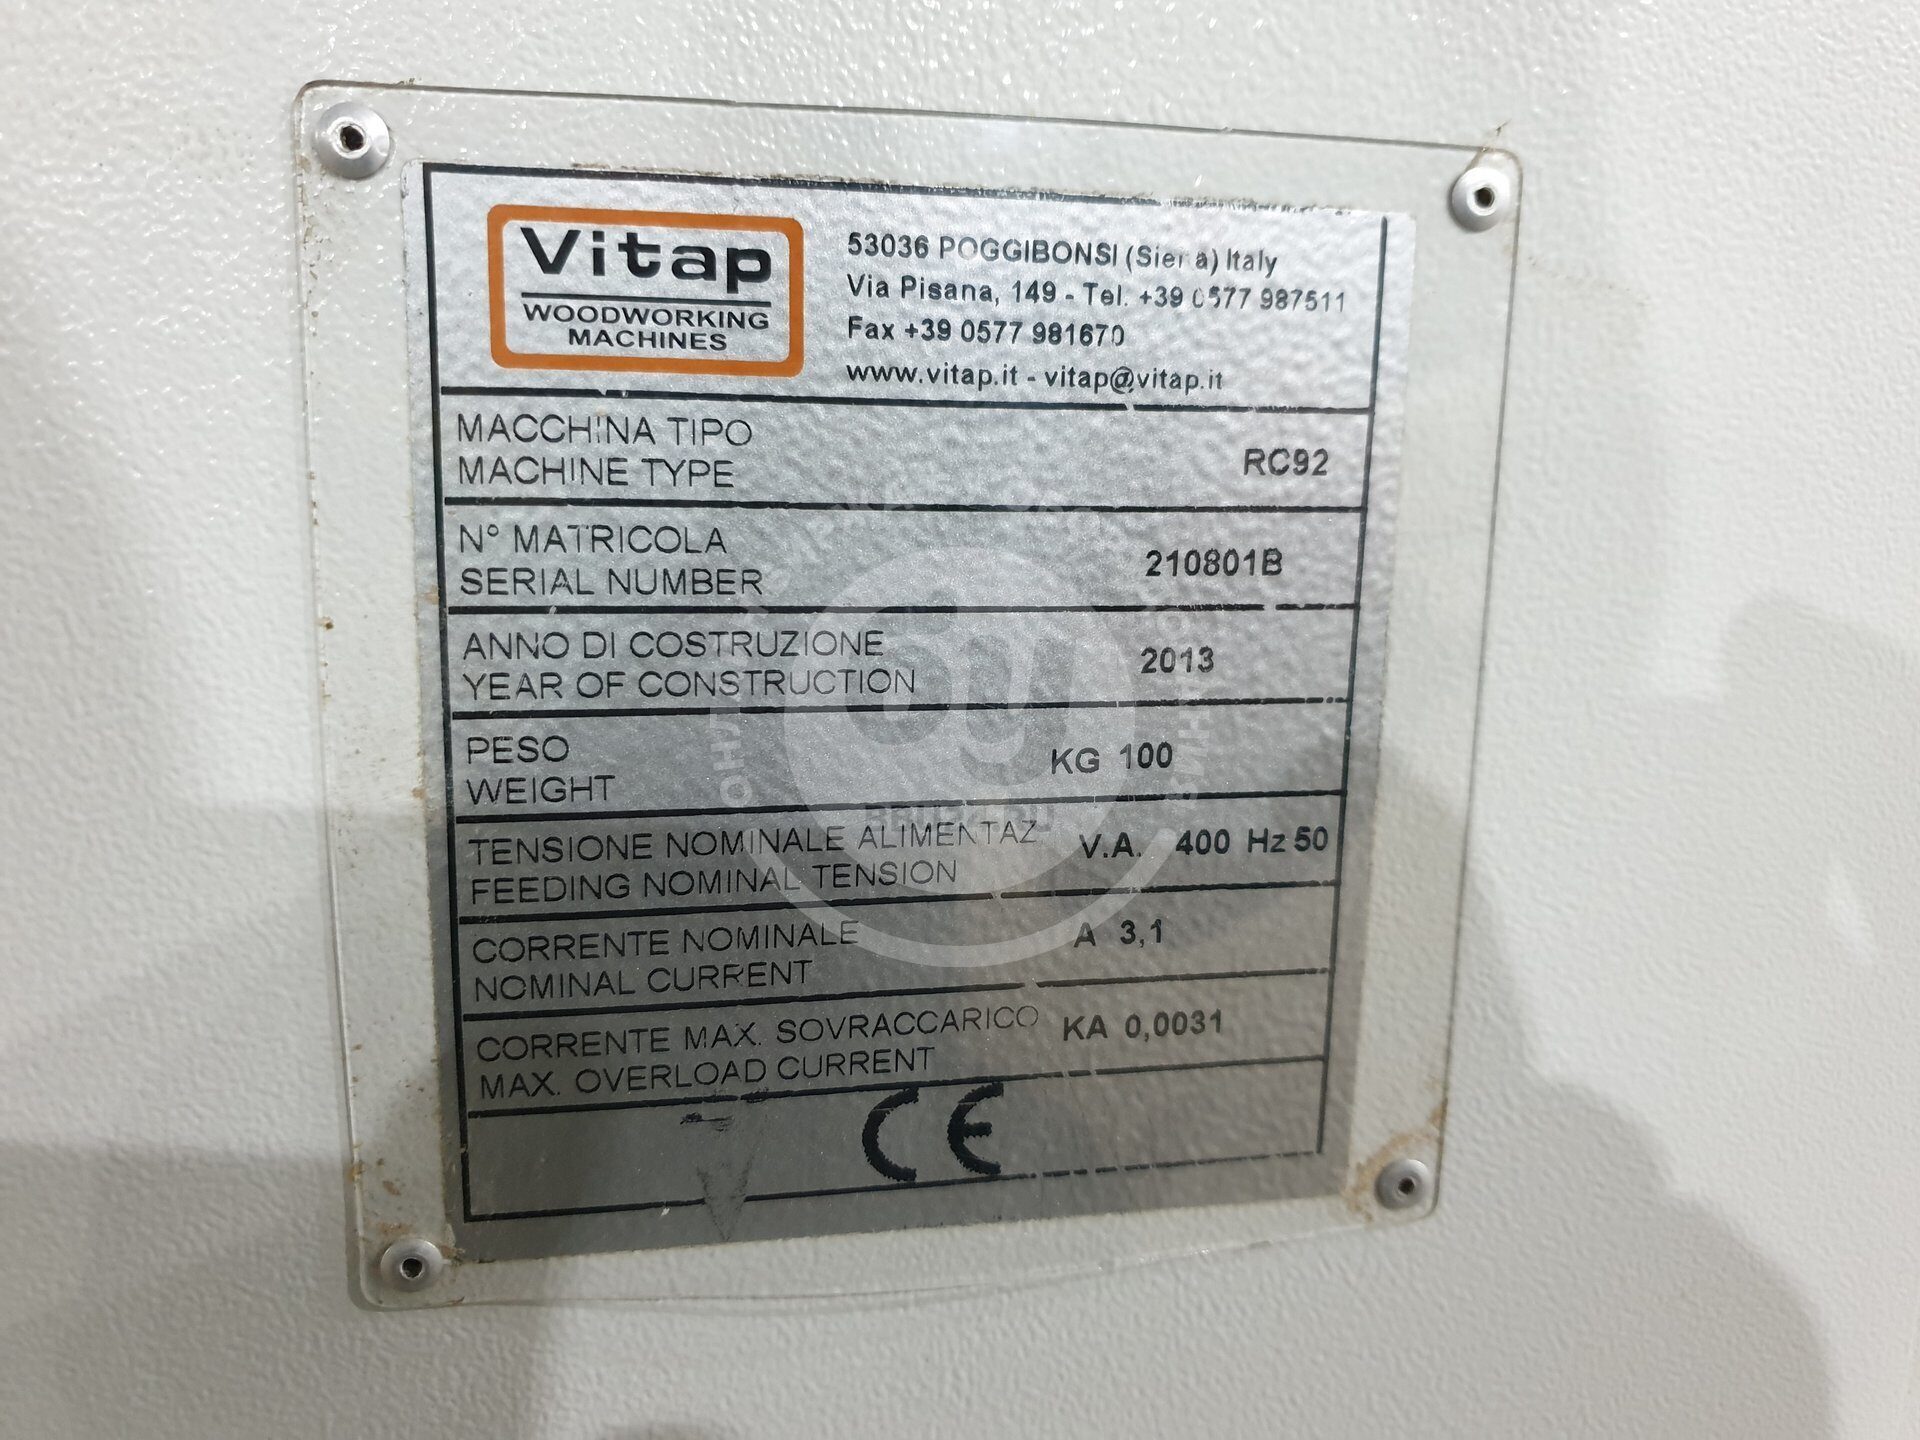 Vitap
WOODWORKING
MACHINES
53036 POGGIBONSI (Siena) Italy
Via Pisana, 149 - Tel. +39 0577 987511
Fax +39 0577 981670
www.vitap.it - vitap@vitap.it
MACCHINA TIPO
MACHINE TYPE
RC92
N° MATRICOLA
SERIAL NUMBER
210801B
ANNO DI COSTRUZIONE
YEAR OF CONSTRUCTION
2013
PESO
WEIGHT
KG 100
TENSIONE NOMINALE ALIMENTAZ.
FEEDING NOMINAL TENSION
V.A. 400 Hz 50
CORRENTE NOMINALE
NOMINAL CURRENT
A 3,1
CORRENTE MAX. SOVRACCARICO
MAX. OVERLOAD CURRENT
KA 0,0031
CE